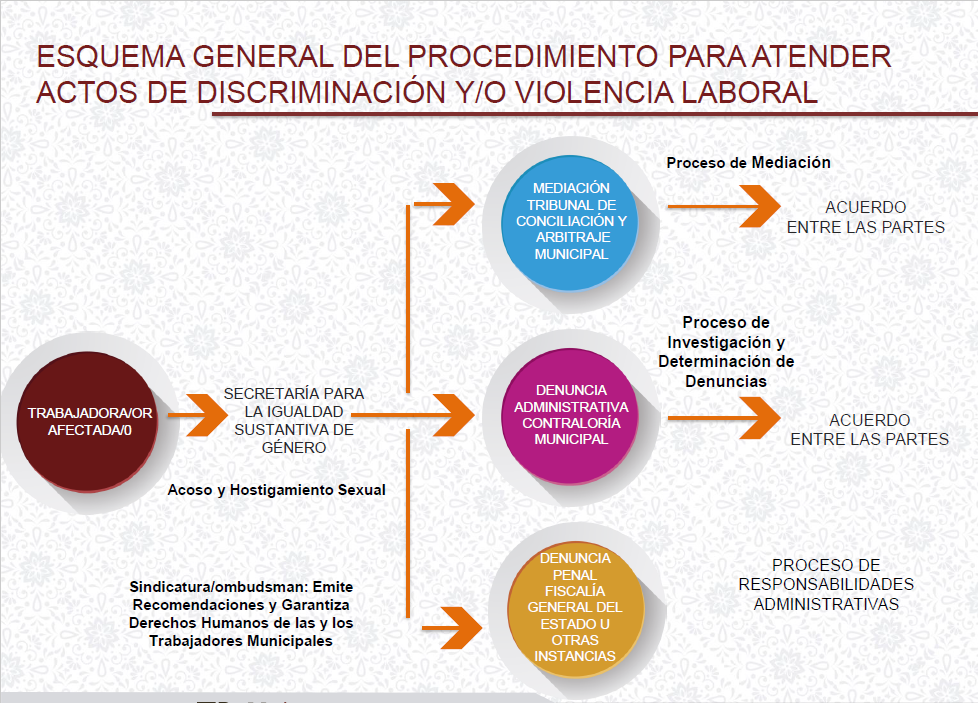 ESQUEMA GENERAL DEL PROCEDIMIENTO PARA ATENDER
ACTOS DE DISCRIMINACIÓN Y/O VIOLENCIA LABORAL
TRABAJADORA/OR
AFECTADA/0
SECRETARÍA PARA
LA IGUALDAD
SUSTANTIVA DE
GÉNERO
Acoso y Hostigamiento Sexual
Sindicatura/ombudsman: Emite
Recomendaciones y Garantiza
Derechos Humanos de las y los
Trabajadores Municipales
MEDIACIÓN
TRIBUNAL DE
CONCILIACIÓN Y
ARBITRAJE
MUNICIPAL
Proceso de Mediación
ACUERDO
ENTRE LAS PARTES
DENUNCIA
ADMINISTRATIVA
CONTRALORÍA
MUNICIPAL
Proceso de
Investigación y
Determinación de
Denuncias
ACUERDO
ENTRE LAS PARTES
DENUNCIA
PENAL
FISCALÍA
GENERAL DEL
ESTADO U
OTRAS
INSTANCIAS
PROCESO DE
RESPONSABILIDADES
ADMINISTRATIVAS